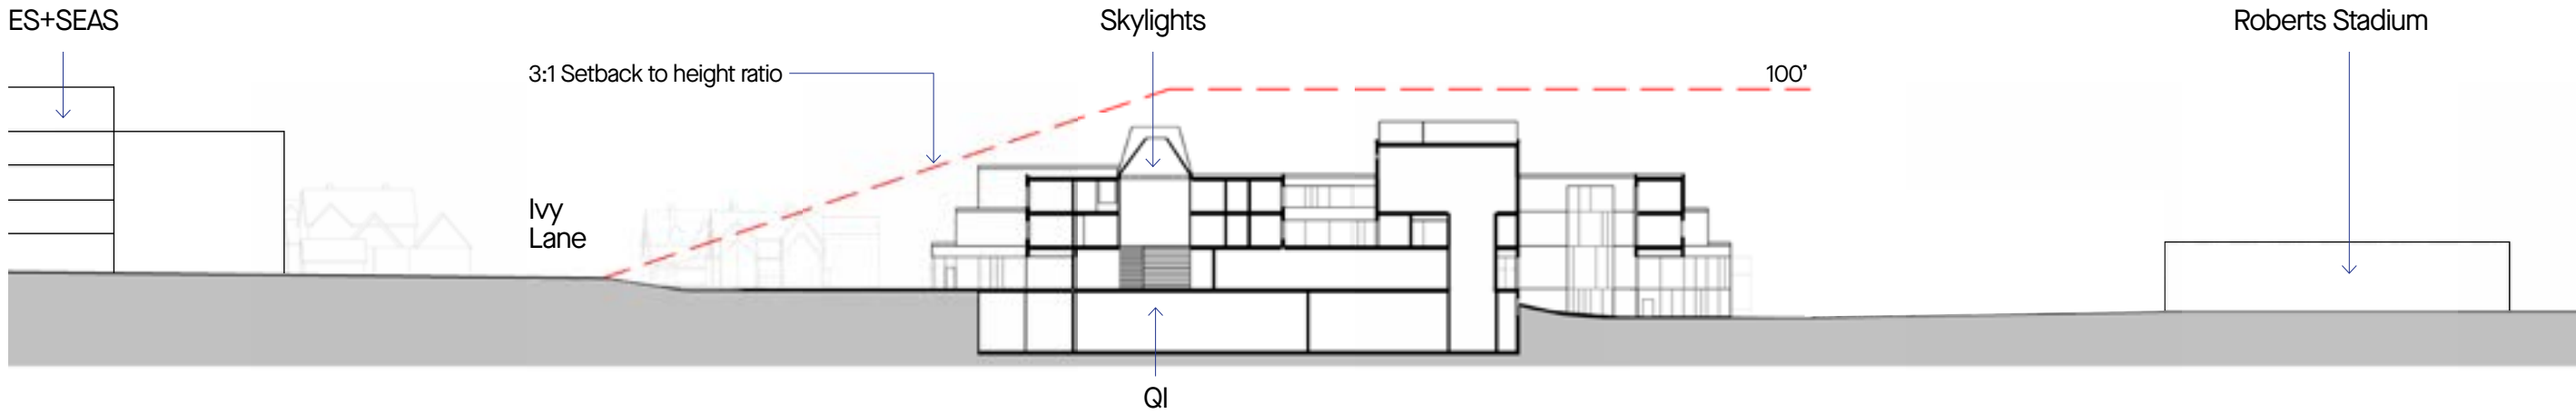 ES+SEAS
Skylights
Roberts Stadium
3:1 Setback to height ratio
100’
Ivy
Lane
QI